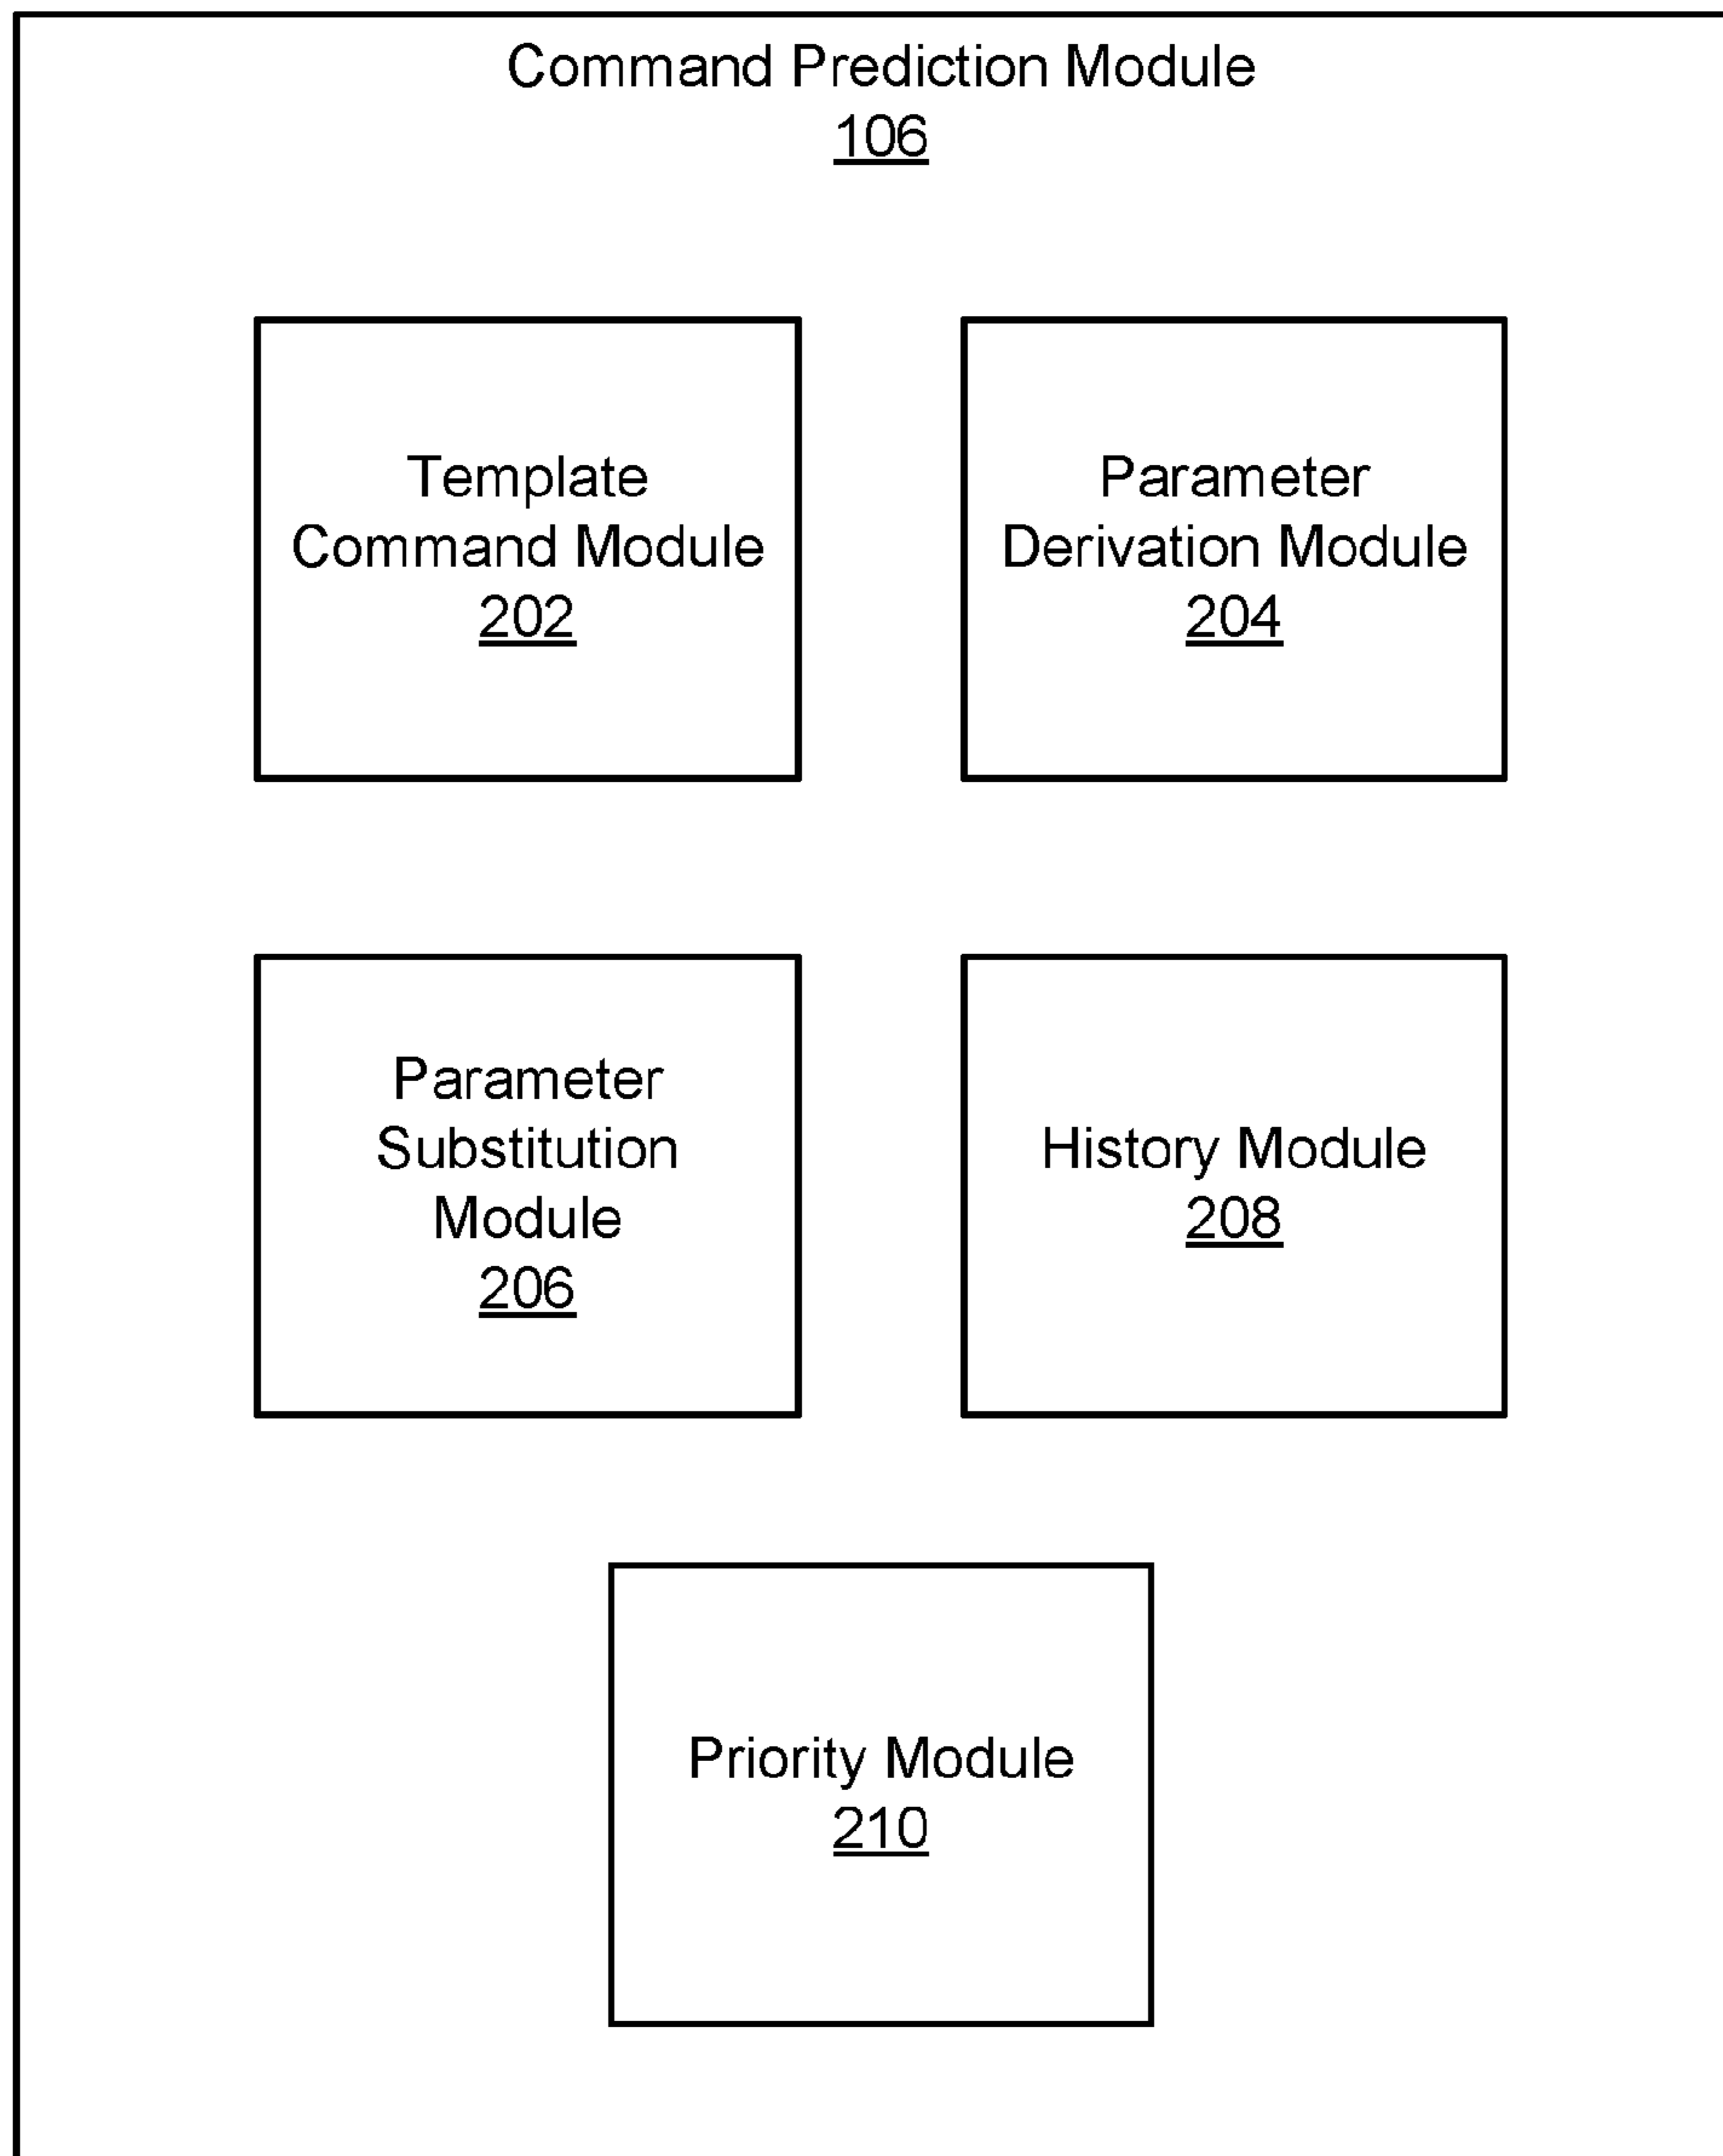 Command Prediction Module
106
Template
Command Module
202
Parameter
Derivation Module
204
Parameter
Substitution
Module
206
History Module
208
Priority Module
210